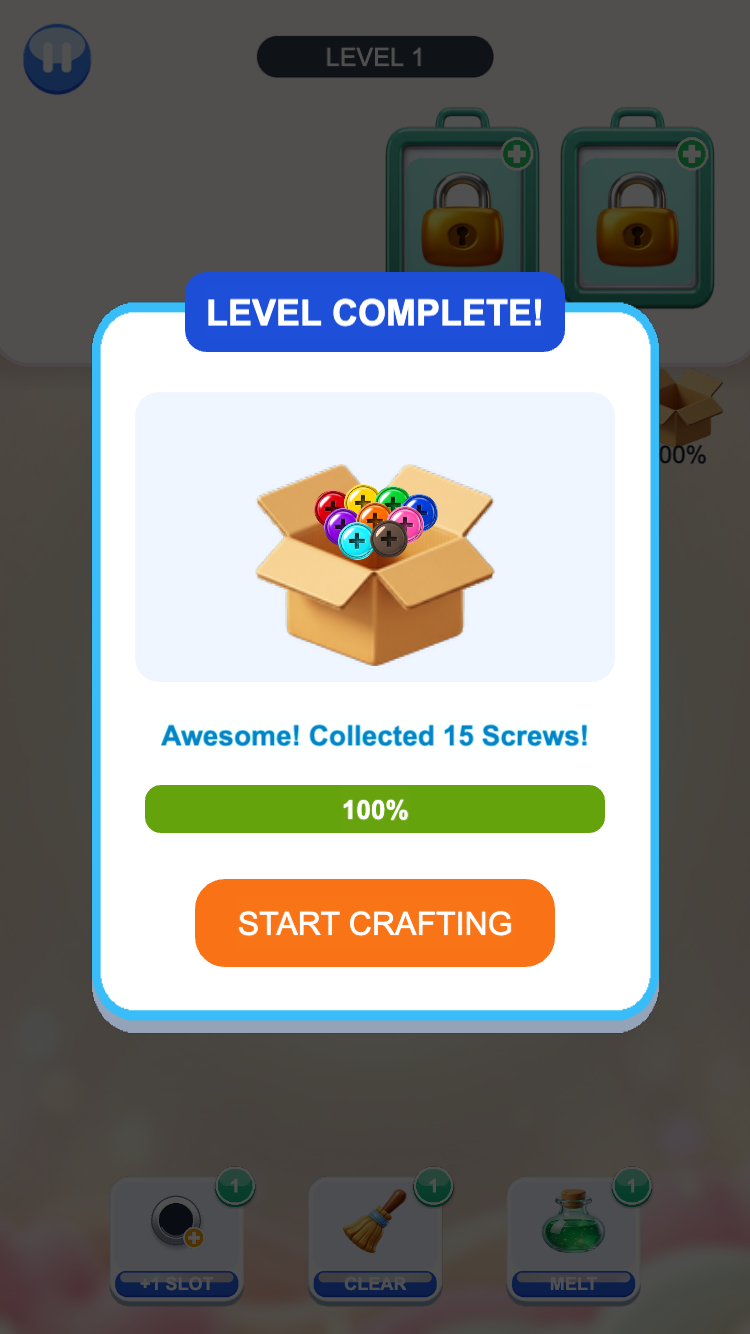 LEVEL 1
LEVEL COMPLETE!
00%
Awesome! Collected 15 Screws!
100%
START CRAFTING
1
1
1
+1 SLOT
CLEAR
MELT